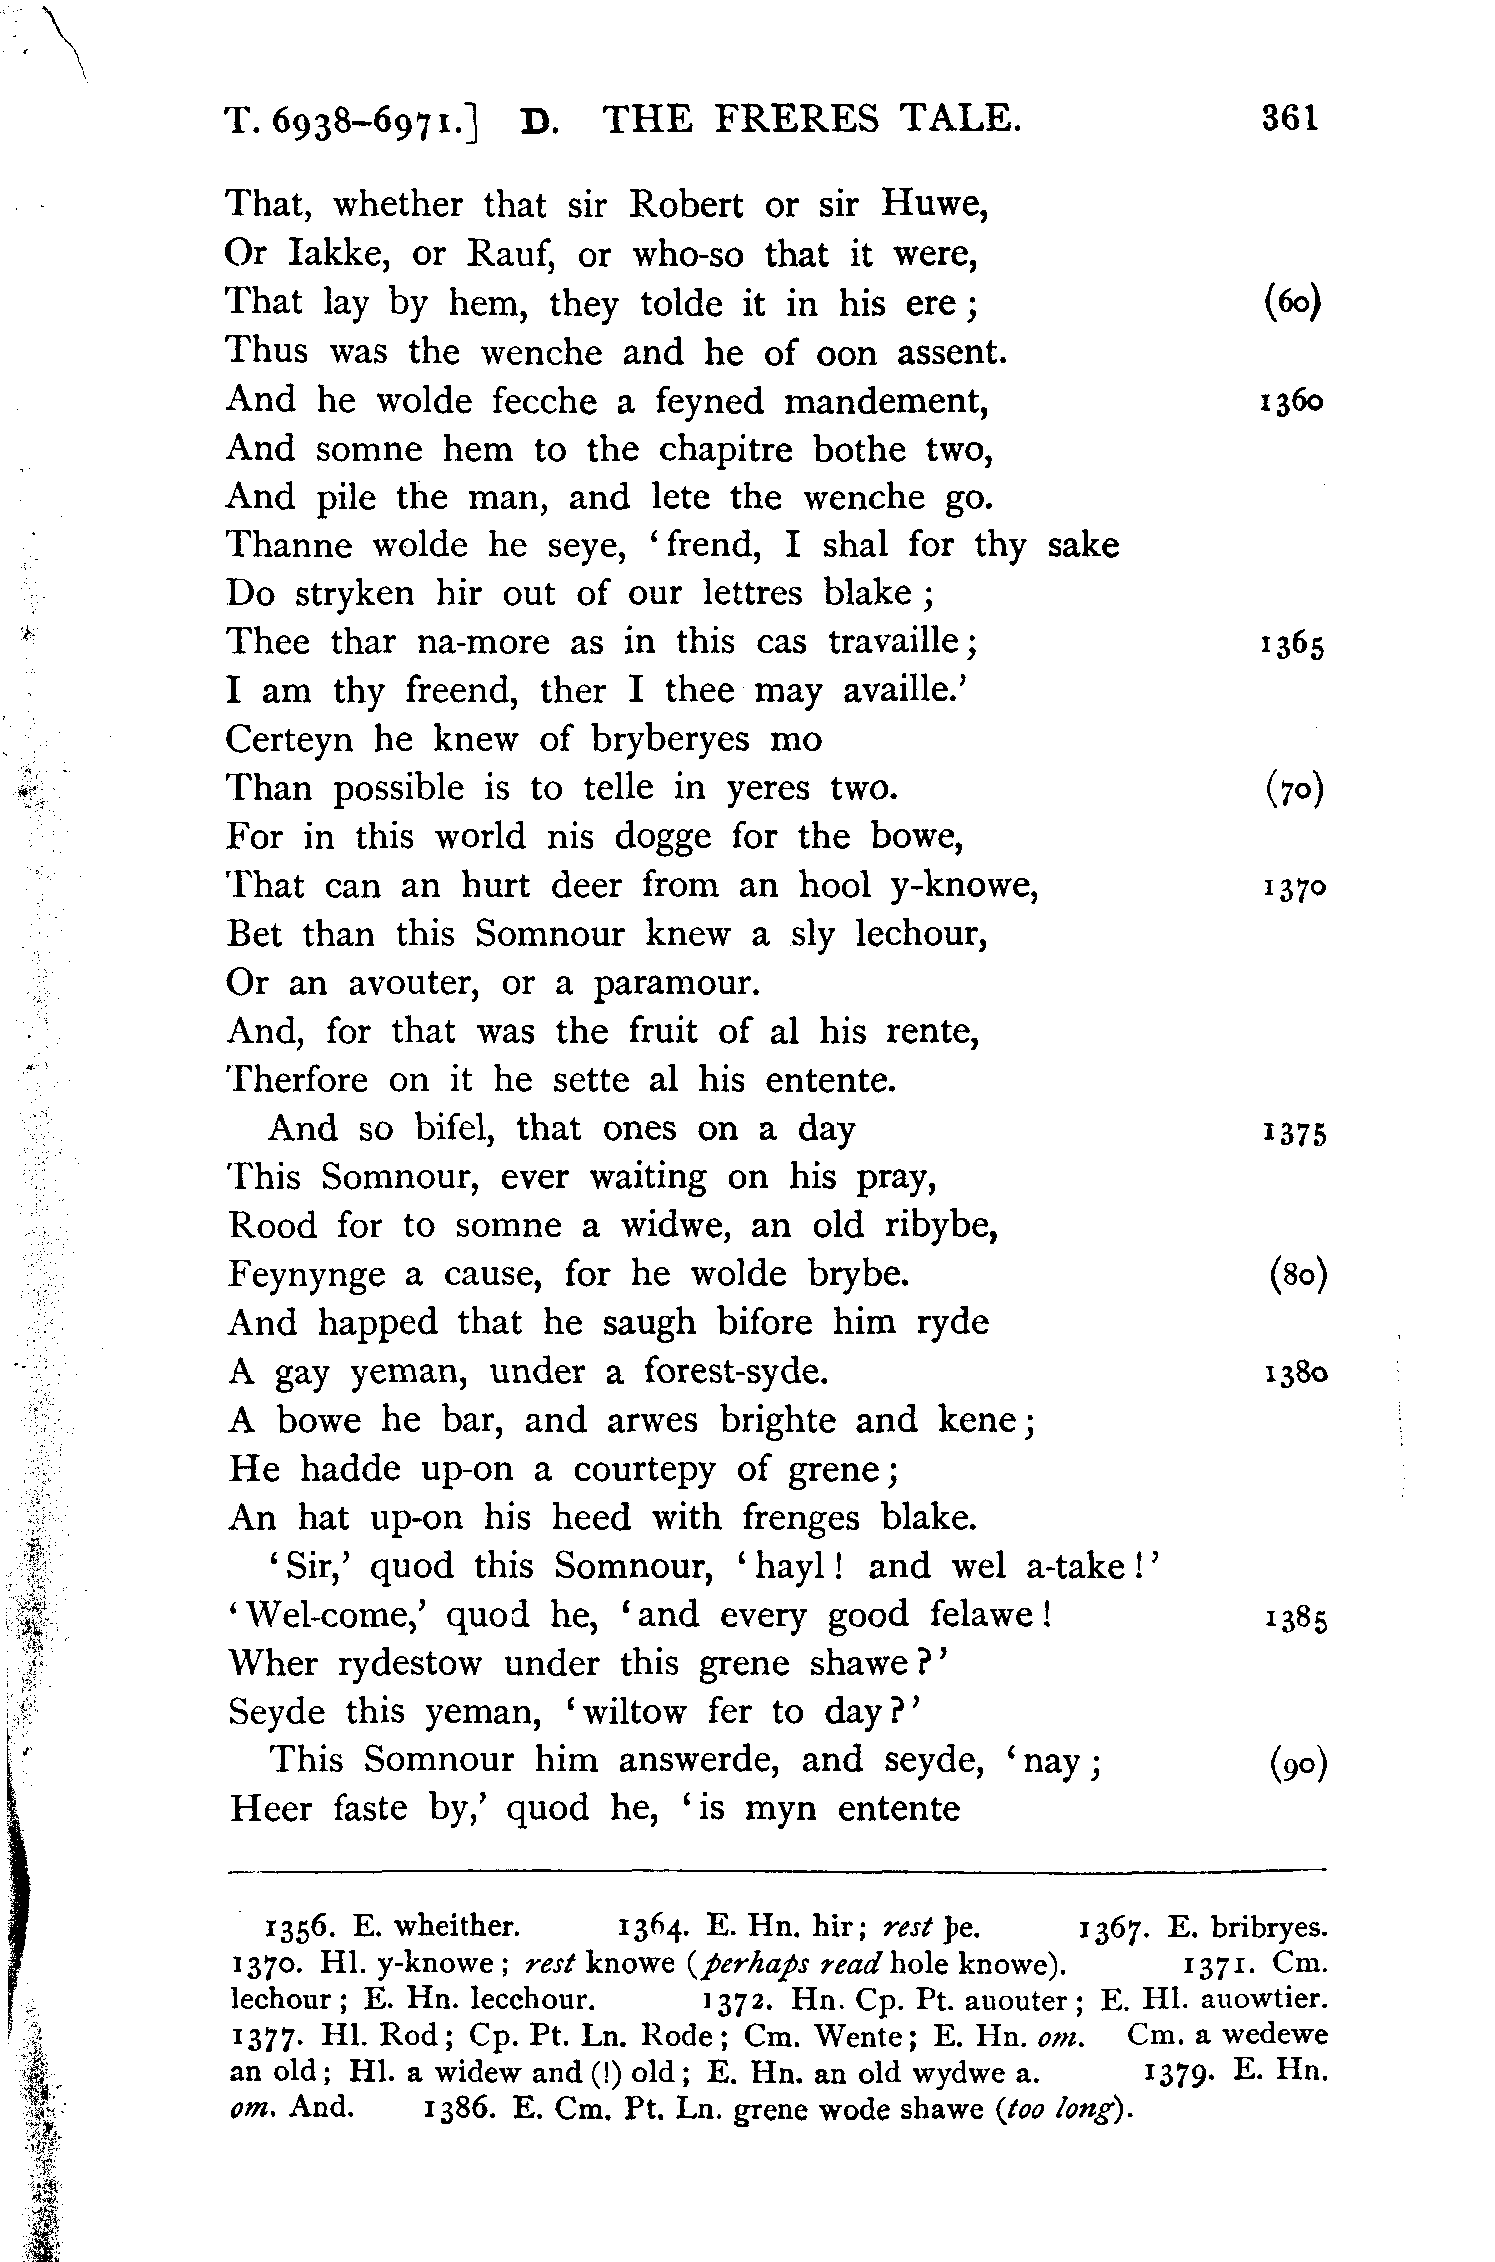 T. 6938–6971.] D. THE FRERES TALE. 361
That, whether that sir Robert or sir Huwe,
Or Iakke, or Rauf, or who-so that it were,
That lay by hem, they tolde it in his ere; (60)
Thus was the wenche and he of oon assent.
And he wolde fecche a feyned mandement, 1360
And somne hem to the chapitre bothe two,
And pile the man, and lete the wenche go.
Thanne wolde he seye, ‘frend, I shal for thy sake
Do stryken hir out of our lettres blake;
Thee thar na-more as in this cas travaille; 1365
I am thy freend, ther I thee may availle.’
Certeyn he knew of bryberyes mo
Than possible is to telle in yeres two. (70)
For in this world nis dogge for the bowe,
That can an hurt deer from an hool y-knowe, 1370
Bet than this Somnour knew a sly lechour,
Or an avouter, or a paramour.
And, for that was the fruit of al his rente,
Therfore on it he sette al his entente.
And so bifel, that ones on a day 1375
This Somnour, ever waiting on his pray,
Rood for to somne a widwe, an old ribybe,
Feynynge a cause, for he wolde brybe. (80)
And happed that he saugh bifore him ryde
A gay yeman, under a forest-syde. 1380
A bowe he bar, and arwes brighte and kene;
He hadde up-on a courtepy of grene;
An hat up-on his heed with frenges blake.
‘Sir,’ quod this Somnour, ‘hayl! and wel a-take!’
‘Wel-come,’ quod he, ‘and every good felawe! 1385
Wher rydestow under this grene shawe?’
Seyde this yeman, ‘wiltow fer to day?’
This Somnour him answerde, and seyde, ‘nay; (90)
Heer faste by,’ quod he, ‘is myn entente
1356. E. wheither. 1364. E. Hn. hir; rest þe. 1367. E. bribryes.
1370. Hl. y-knowe; rest knowe (perhaps read hole knowe). 1371. Cm.
lechour; E. Hn. lecchour. 1372. Hn. Cp. Pt. auouter; E. Hl. auowtier.
1377. Hl. Rod; Cp. Pt. Ln. Rode; Cm. Wente; E. Hn. om. Cm. a wedewe
an old; Hl. a widew and (!) old; E. Hn. an old wydwe a. 1379. E. Hn.
om. And. 1386. E. Cm. Pt. Ln. grene wode shawe (too long).